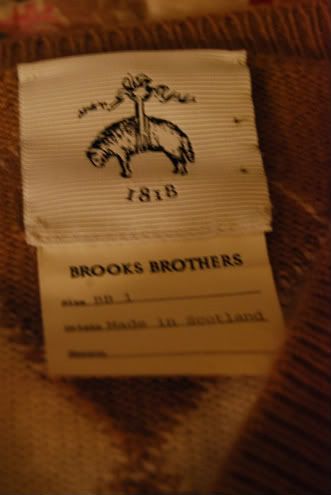 1818
BROOKS BROTHERS
Size BB 1
Made in Scotland